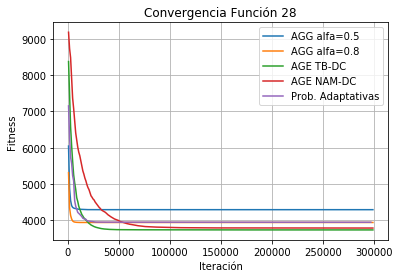 Convergencia Función 28
Fitness
9000
8000
7000
6000
5000
4000
AGG alfa=0.5
AGG alfa=0.8
AGE TB-DC
AGE NAM-DC
Prob. Adaptativas
0 50000 100000 150000 200000 250000 300000
Iteración